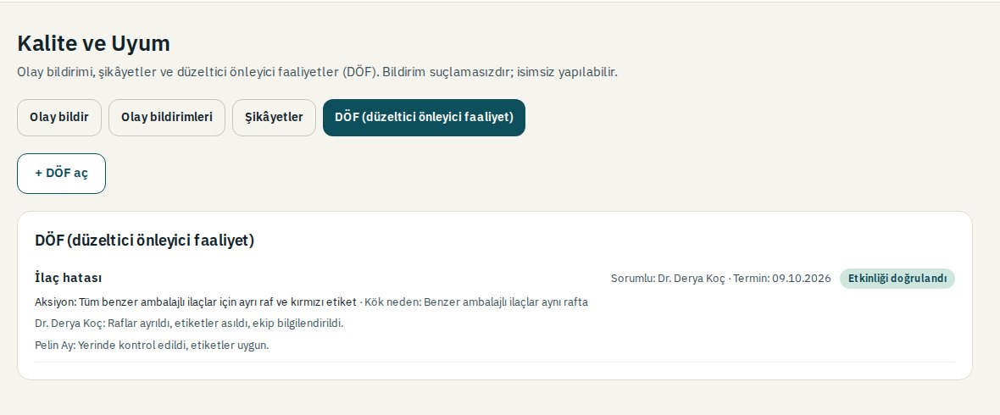 Kalite ve Uyum
Olay bildirimi, şikâyetler ve düzeltici önleyici faaliyetler (DÖF). Bildirim suçlamasızdır; isimsiz yapılabilir.
Olay bildir Olay bildirimleri Şikâyetler DÖF (düzeltici önleyici faaliyet)
+ DÖF aç
DÖF (düzeltici önleyici faaliyet)
İlaç hatası Sorumlu: Dr. Derya Koç · Termin: 09.10.2026 Etkinliği doğrulandı
Aksiyon: Tüm benzer ambalajlı ilaçlar için ayrı raf ve kırmızı etiket · Kök neden: Benzer ambalajlı ilaçlar aynı rafta
Dr. Derya Koç: Raflar ayrıldı, etiketler asıldı, ekip bilgilendirildi.
Pelin Ay: Yerinde kontrol edildi, etiketler uygun.